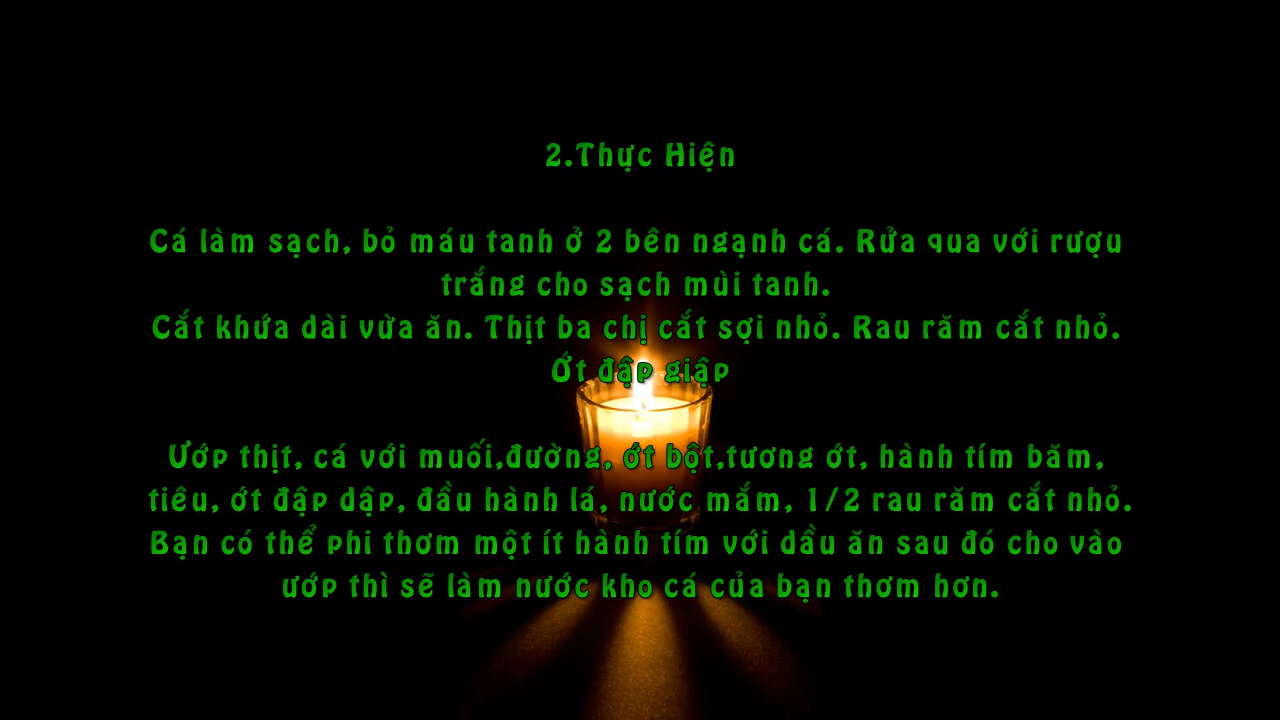 2.Thực Hiện
Cá làm sạch, bỏ máu tanh ở 2 bên ngạnh cá. Rửa qua với rượu
trắng cho sạch mùi tanh.
Cắt khứa dài vừa ăn. Thịt ba chị cắt sợi nhỏ. Rau răm cắt nhỏ.
Ớt đập giập
Ướp thịt, cá với muối,đường, ớt bột,tương ớt, hành tím băm,
tiêu, ớt đập dập, đầu hành lá, nước mắm, 1/2 rau răm cắt nhỏ.
Bạn có thể phi thơm một ít hành tím với dầu ăn sau đó cho vào
ướp thì sẽ làm nước kho cá của bạn thơm hơn.